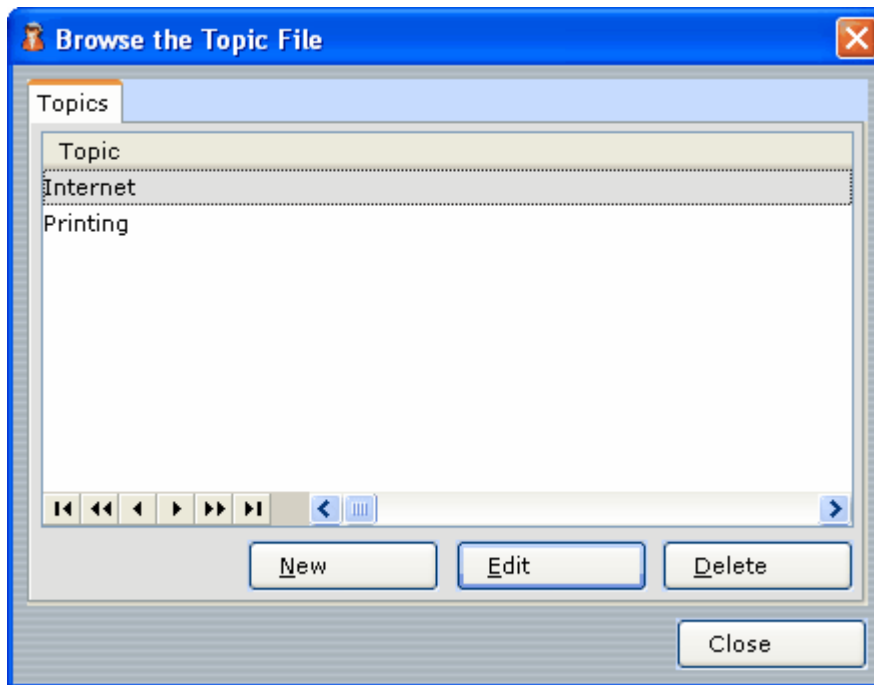 Browse the Topic File
Topics
Topic
Internet
Printing
New Edit Delete
Close